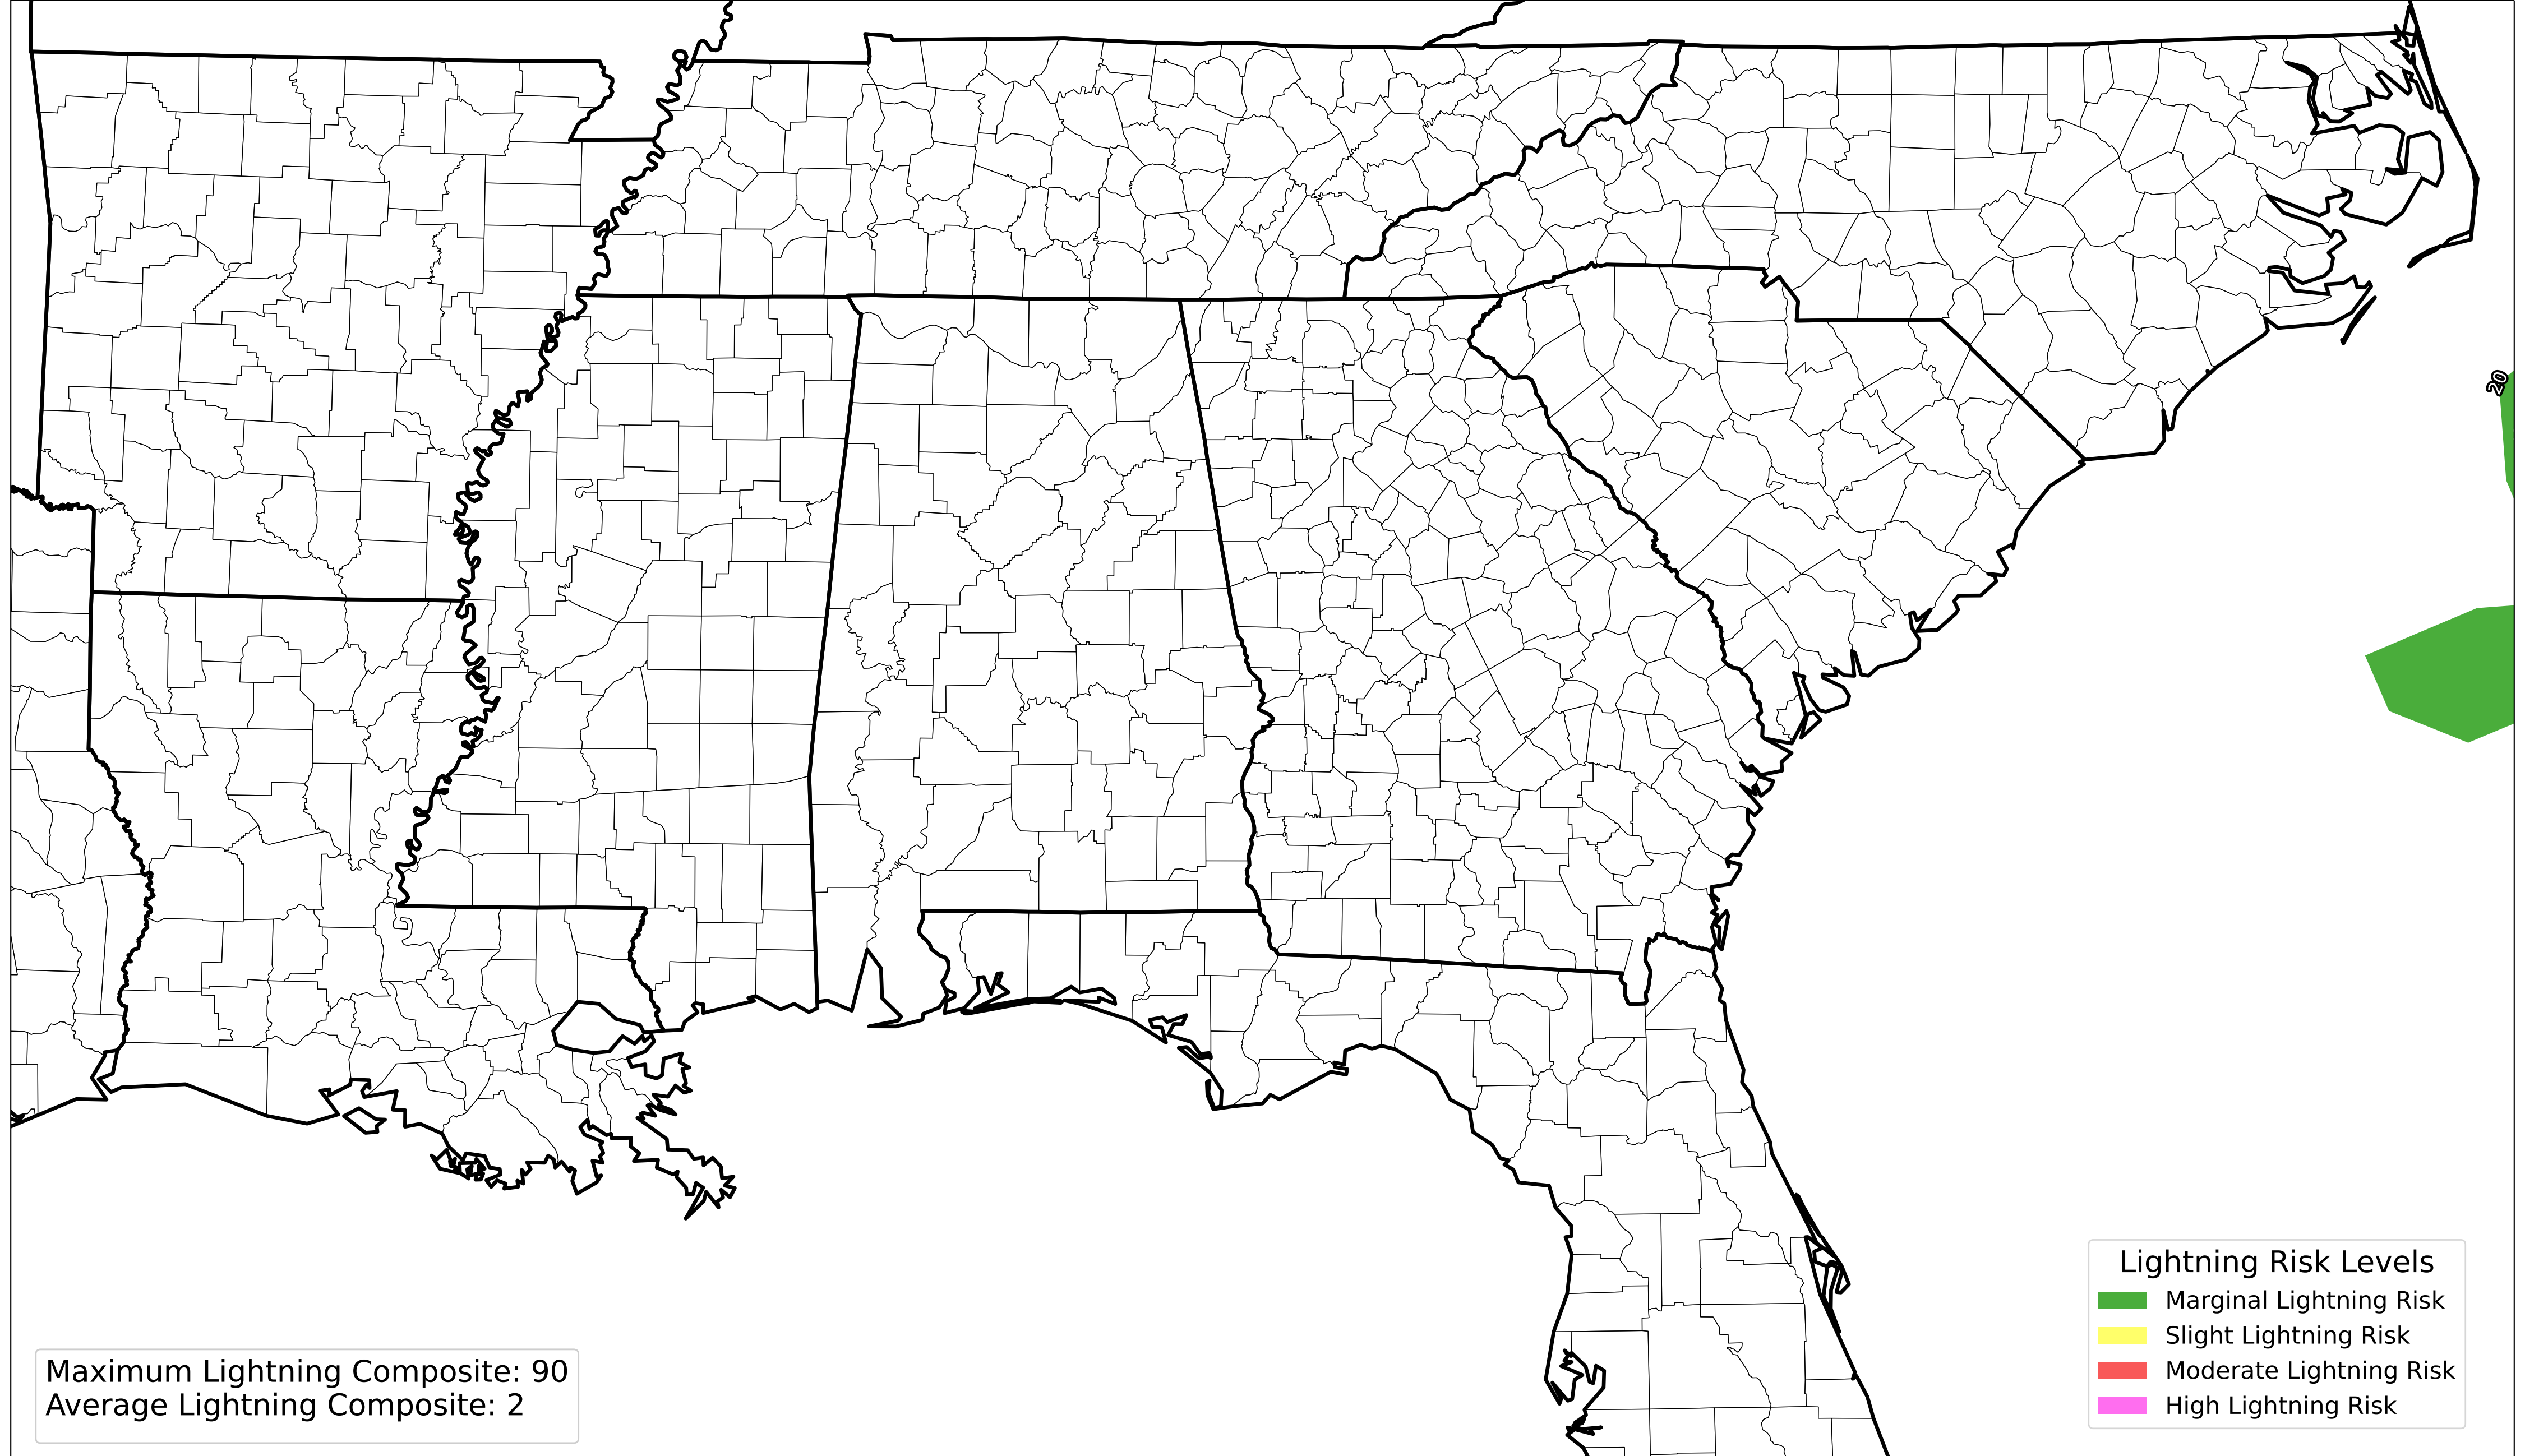 20
Lightning Risk Levels
Marginal Lightning Risk
Slight Lightning Risk
Moderate Lightning Risk
High Lightning Risk
Maximum Lightning Composite: 90
Average Lightning Composite: 2